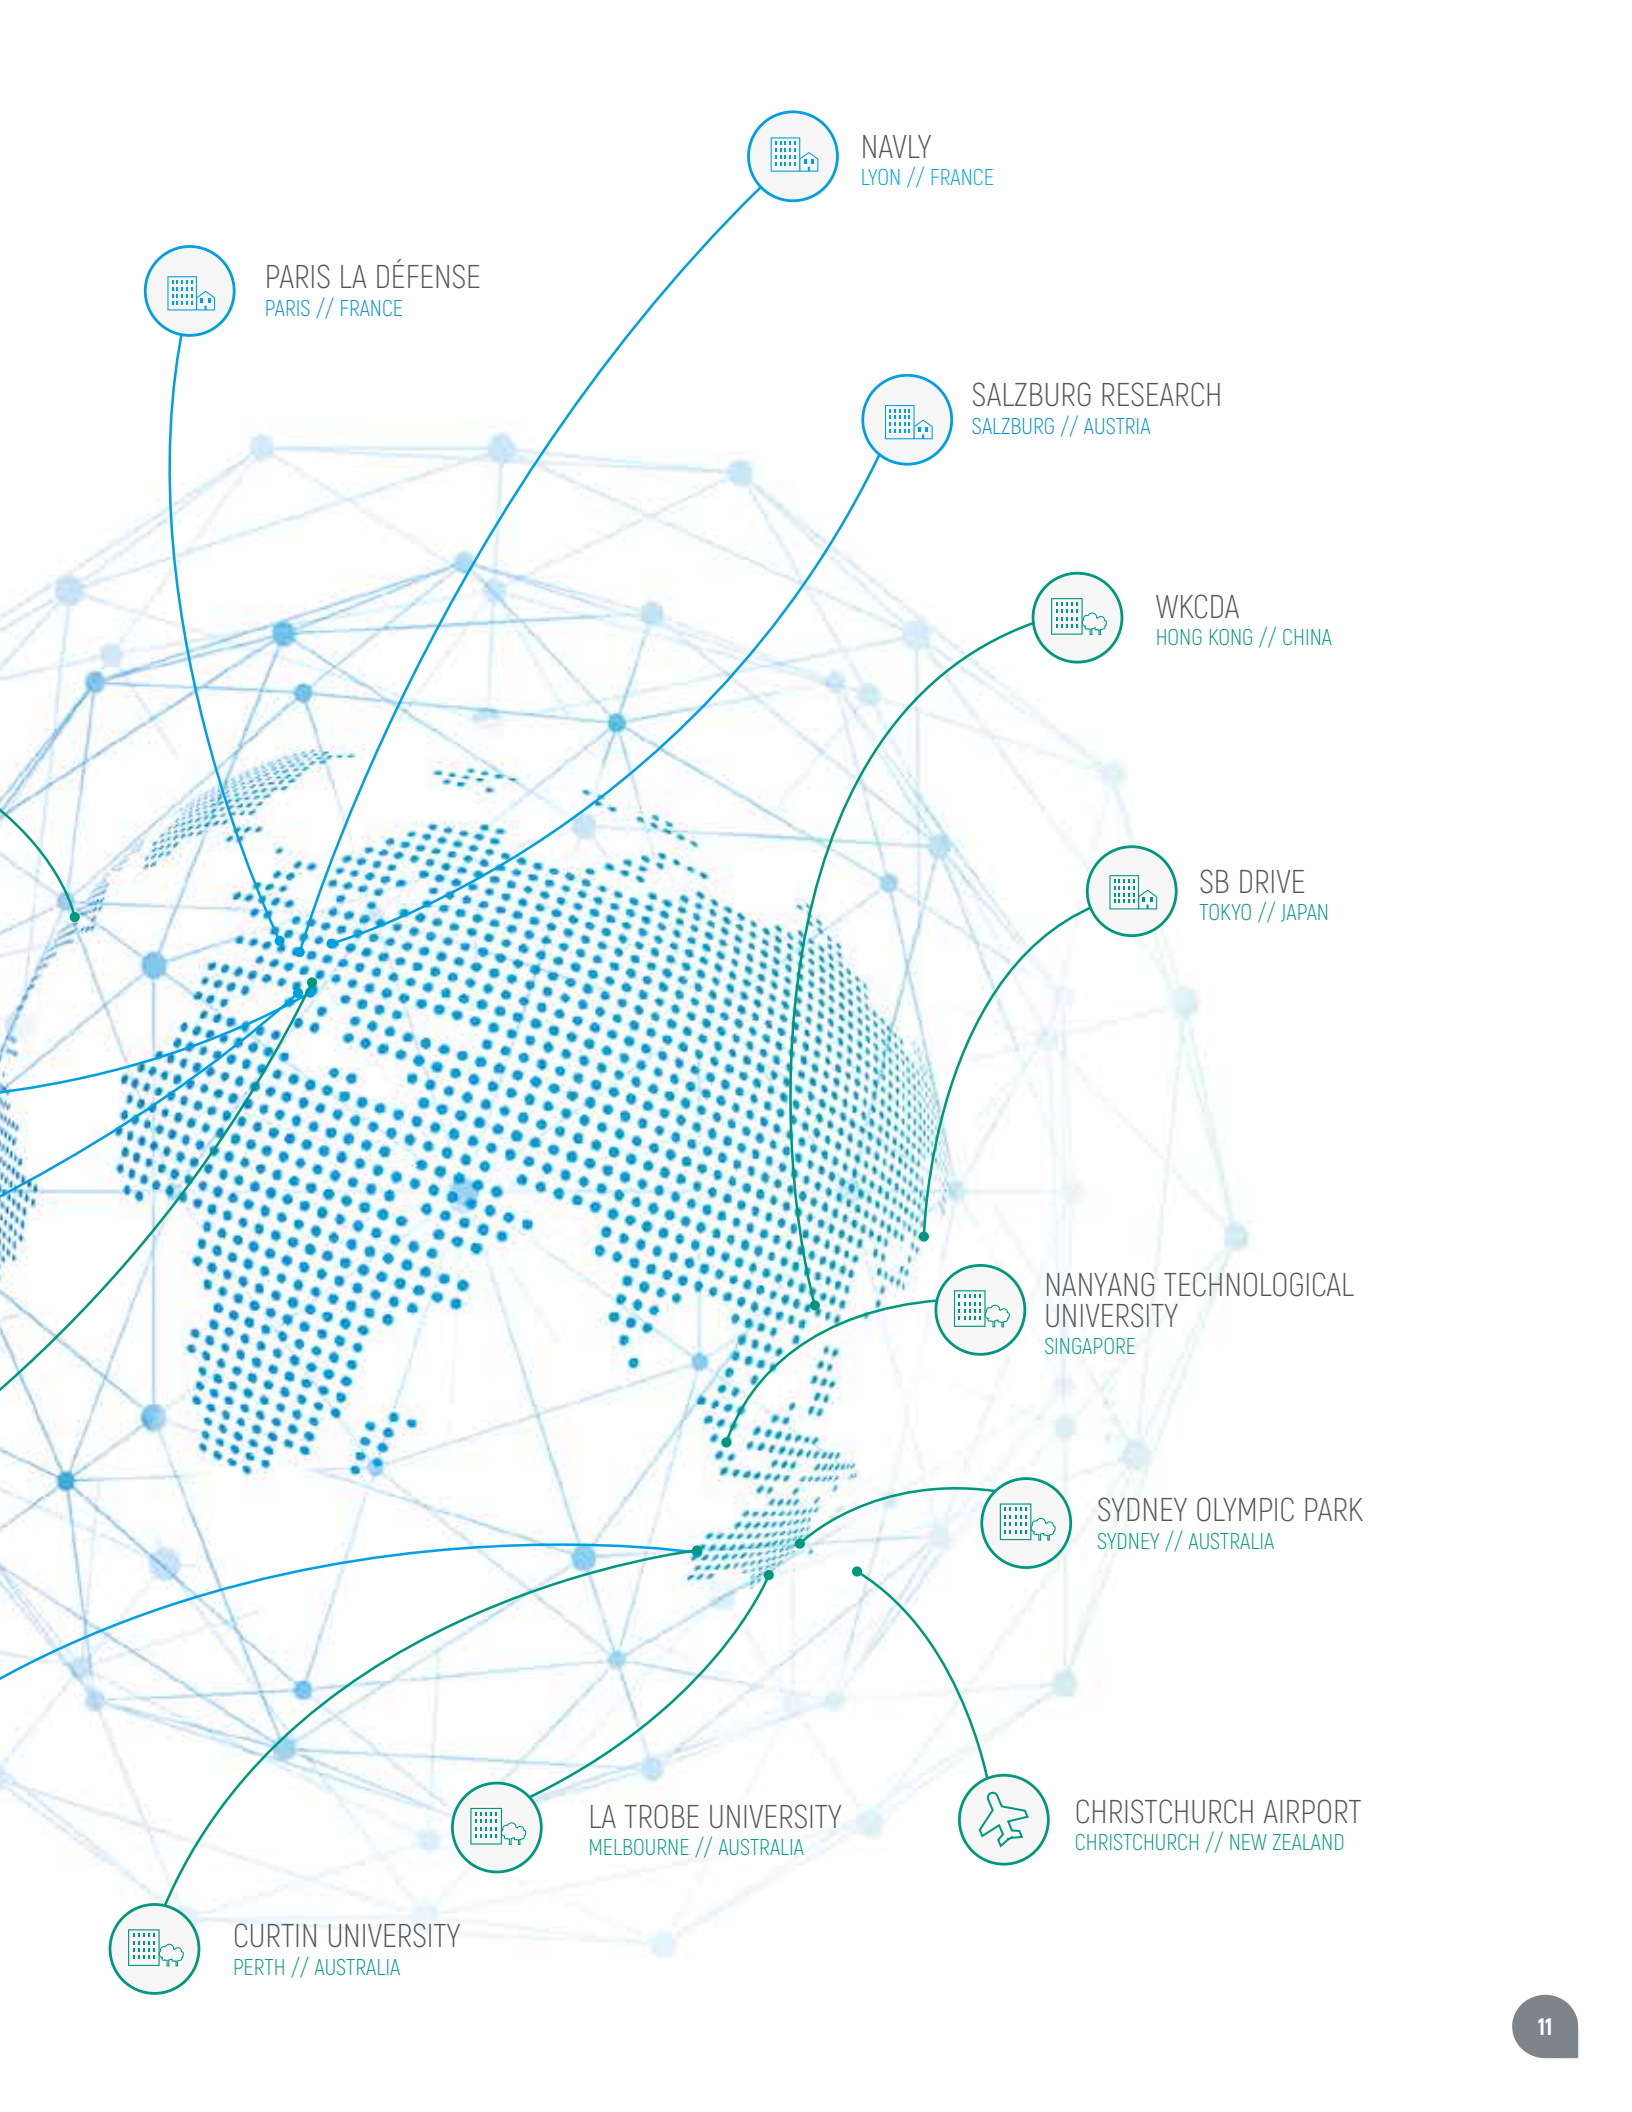 NAVLY
LYON // FRANCE
PARIS LA DÉFENSE
PARIS // FRANCE
SALZBURG RESEARCH
SALZBURG // AUSTRIA
WKCDA
HONG KONG // CHINA
SB DRIVE
TOKYO // JAPAN
NANYANG TECHNOLOGICAL
UNIVERSITY
SINGAPORE
SYDNEY OLYMPIC PARK
SYDNEY // AUSTRALIA
CHRISTCHURCH AIRPORT
CHRISTCHURCH // NEW ZEALAND
LA TROBE UNIVERSITY
MELBOURNE // AUSTRALIA
CURTIN UNIVERSITY
PERTH // AUSTRALIA
11